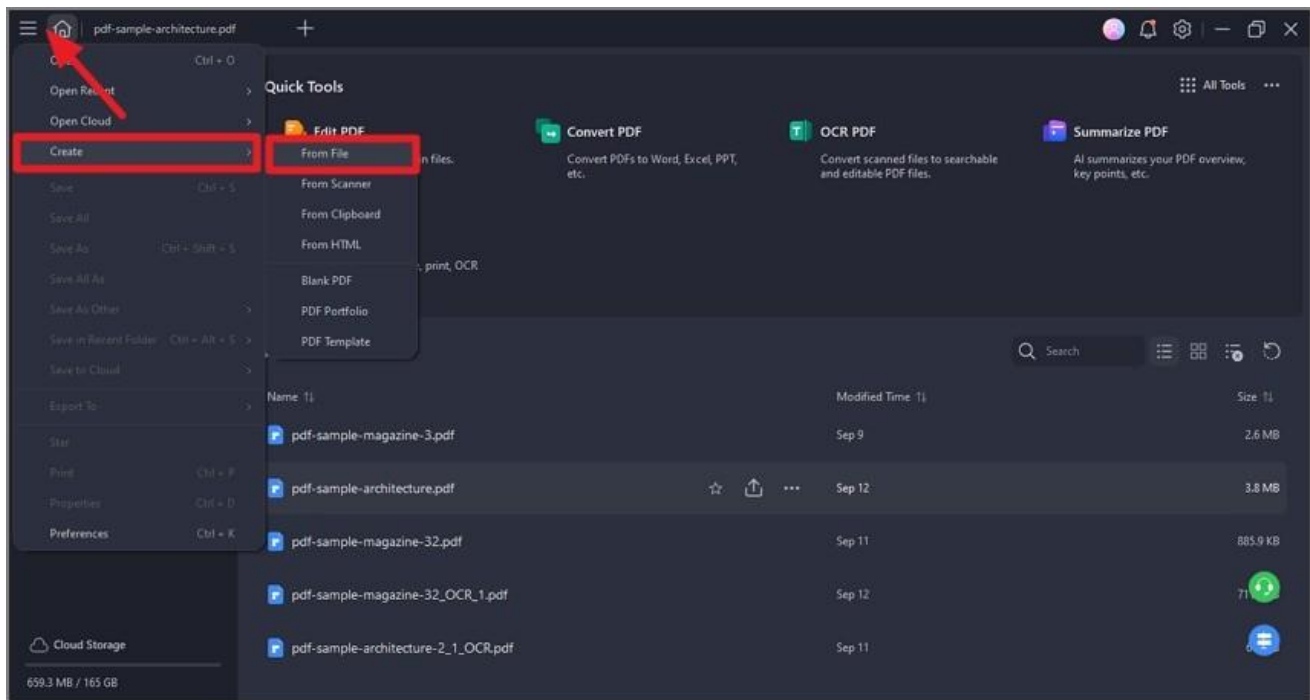 pdf-sample-architecture.pdf
Ctrl + O
Open Recent
Open Cloud
Create
Save Ctrl + S
Save All
Save As Ctrl + Shift + S
Save All As
Save As Other
Save in Recent Folder Ctrl + Alt + S
Save to Cloud
Export To
Star
Print Ctrl + P
Properties Ctrl + D
Preferences Ctrl + K
From File
From Scanner
From Clipboard
From HTML
Blank PDF
PDF Portfolio
PDF Template
Quick Tools
All Tools
Edit PDF
n files.
Convert PDF
Convert PDFs to Word, Excel, PPT,
etc.
OCR PDF
Convert scanned files to searchable
and editable PDF files.
Summarize PDF
AI summarizes your PDF overview,
key points, etc.
, print, OCR
Search
Name Modified Time Size
pdf-sample-magazine-3.pdf Sep 9 2.6 MB
pdf-sample-architecture.pdf Sep 12 3.8 MB
pdf-sample-magazine-32.pdf Sep 11 885.9 KB
pdf-sample-magazine-32_OCR_1.pdf Sep 12
pdf-sample-architecture-2_1_OCR.pdf Sep 11
Cloud Storage
659.3 MB / 165 GB